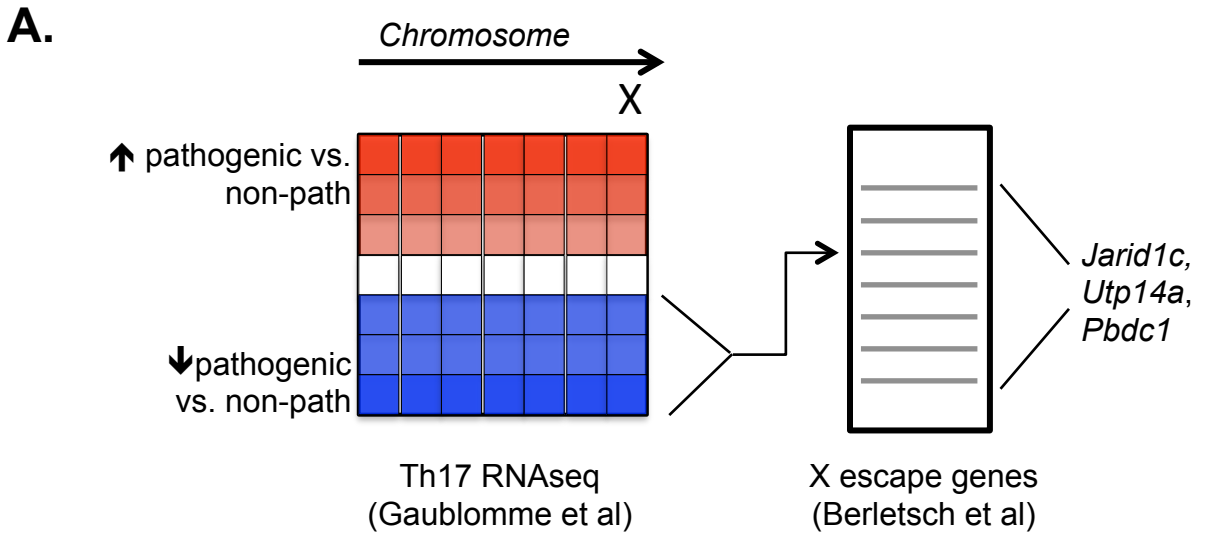 A.
Chromosome
X
↑ pathogenic vs.
non-path
↓pathogenic
vs. non-path
Jarid1c,
Utp14a,
Pbdc1
Th17 RNAseq
(Gaublomme et al)
X escape genes
(Berletsch et al)